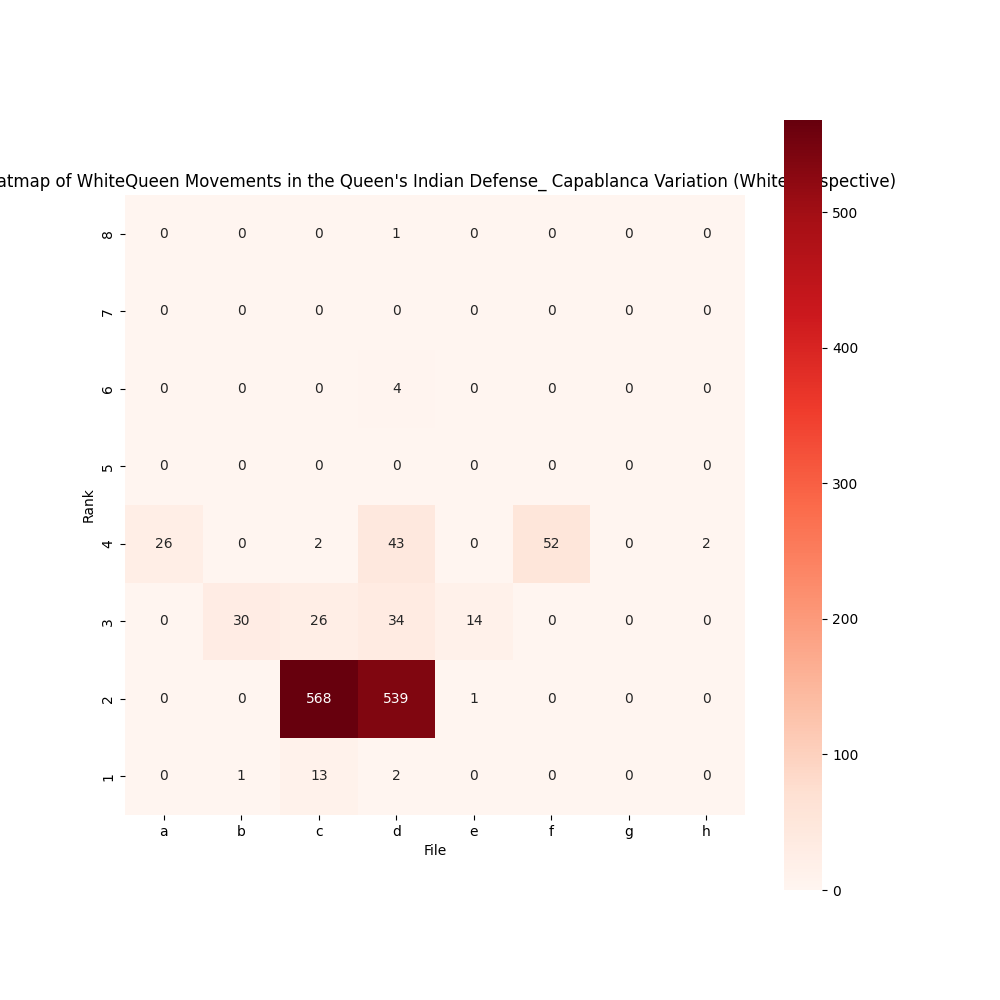 atmap of WhiteQueen Movements in the Queen's Indian Defense_ Capablanca Variation (White spective)
8 0 0 0 1 0 0 0 0
7 0 0 0 0 0 0 0 0
6 0 0 0 4 0 0 0 0
5 0 0 0 0 0 0 0 0
Rank
4 26 0 2 43 0 52 0 2
3 0 30 26 34 14 0 0 0
2 0 0 568 539 1 0 0 0
1 0 1 13 2 0 0 0 0
a b c d e f g h
File
500
400
300
200
100
0